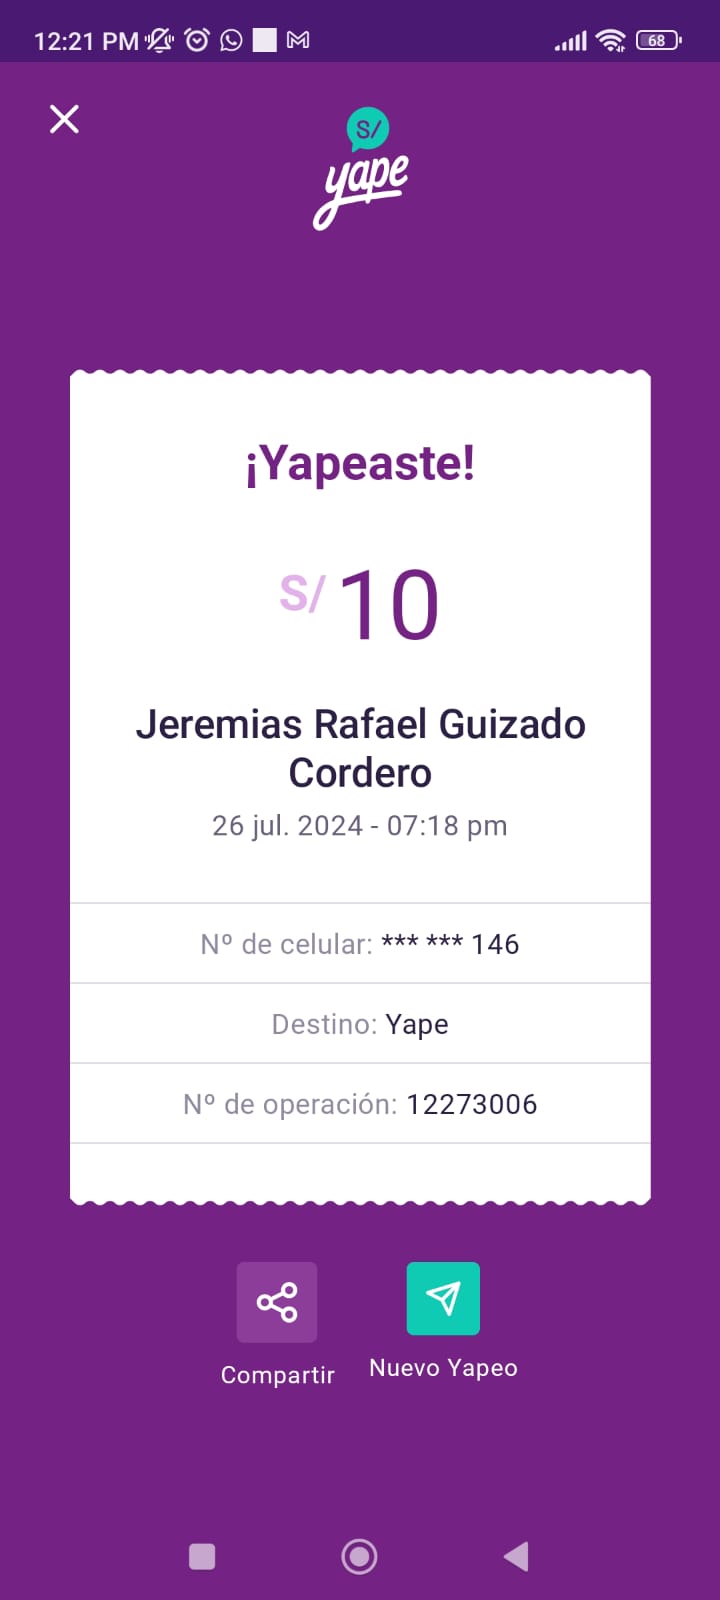 12:21 PM 68
S/
yape
¡Yapeaste!
S/ 10
Jeremias Rafael Guizado
Cordero
26 jul. 2024 - 07:18 pm
Nº de celular: *** *** 146
Destino: Yape
Nº de operación: 12273006
Compartir Nuevo Yapeo